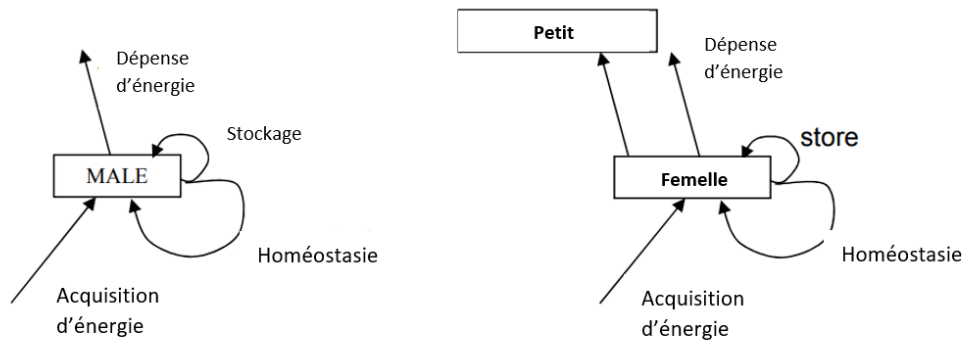 Dépense
d'énergie
Stockage
MALE
Homéostasie
Acquisition
d'énergie
Petit
Dépense
d'énergie
store
Femelle
Homéostasie
Acquisition
d'énergie